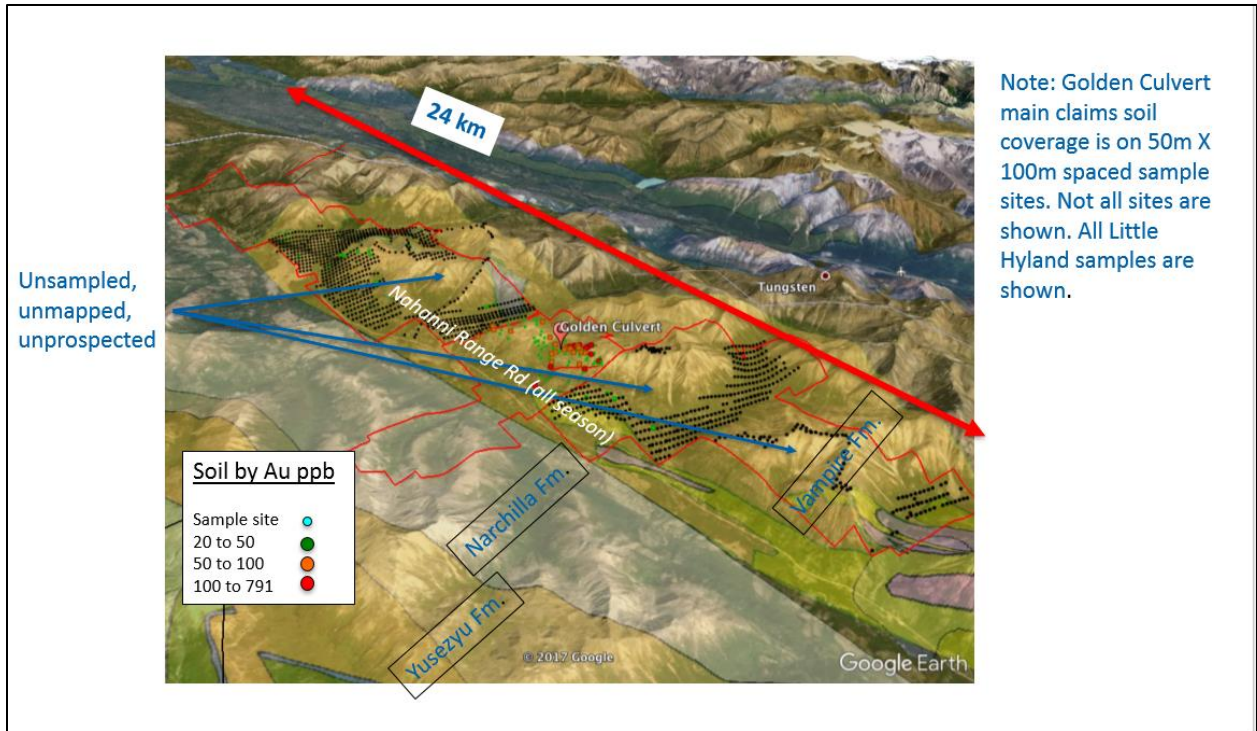 24 km
Note: Golden Culvert
main claims soil
coverage is on 50m X
100m spaced sample
sites. Not all sites are
shown. All Little
Hyland samples are
shown.
Unsampled,
unmapped,
unprospected
Tungsten
Golden Culvert
Nahanni Range Rd (all season)
Vampire Fm.
Narchilla Fm.
Yusezyu Fm.
Soil by Au ppb
Sample site
20 to 50
50 to 100
100 to 791
© 2017 Google
Google Earth